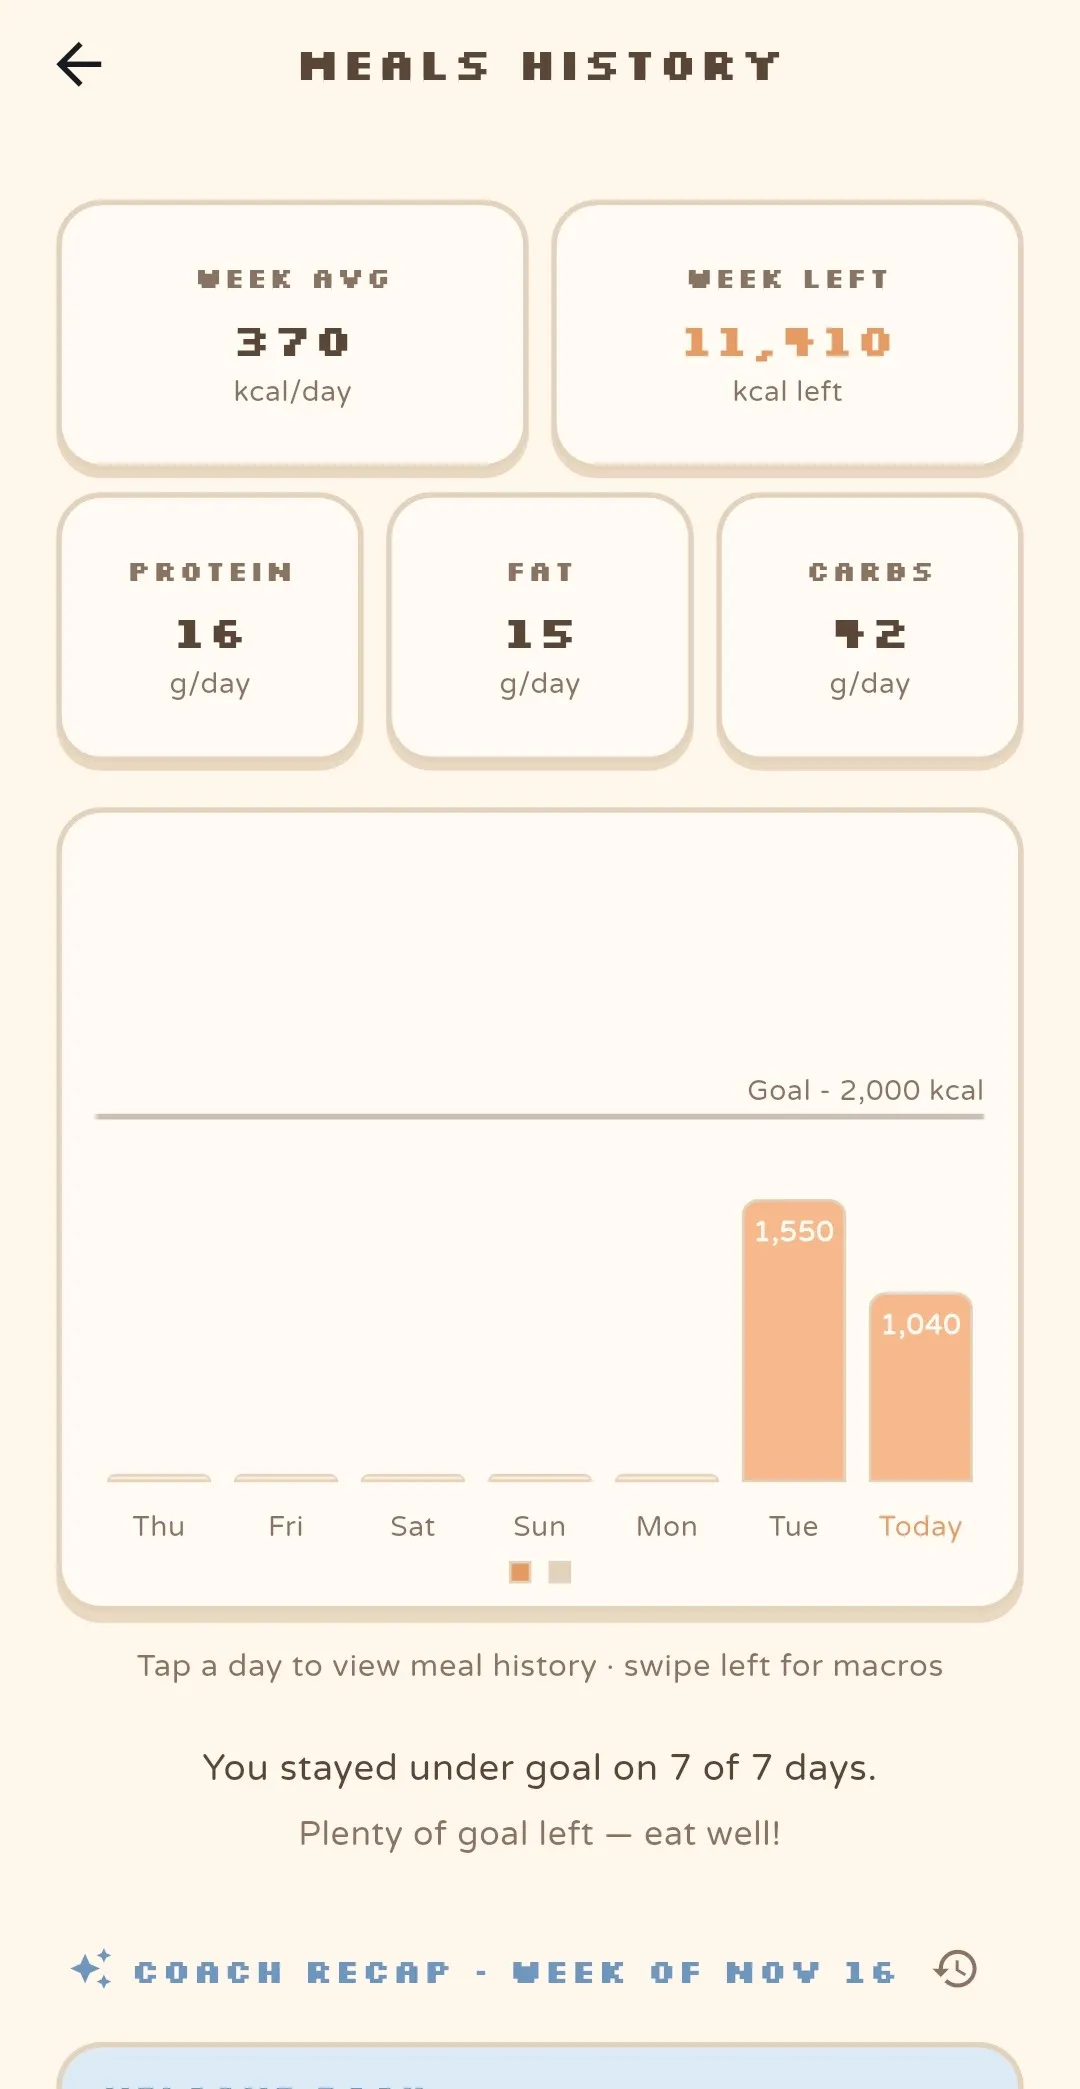 MEALS HISTORY
WEEK AVG
370
kcal/day
WEEK LEFT
11,410
kcal left
PROTEIN
16
g/day
FAT
15
g/day
CARBS
42
g/day
Goal - 2,000 kcal
1,550
1,040
Thu Fri Sat Sun Mon Tue Today
Tap a day to view meal history · swipe left for macros
You stayed under goal on 7 of 7 days.
Plenty of goal left — eat well!
COACH RECAP - WEEK OF NOV 16